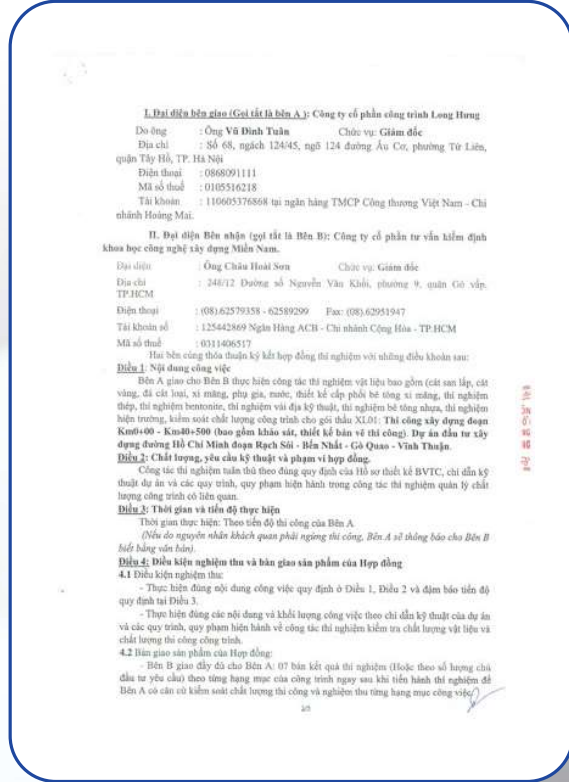 I. Đại diện bên giao (Gọi tắt là bên A ): Công ty cổ phần công trình Long Hưng
Do ông : Ông Vũ Đình Tuân Chức vụ: Giám đốc
Địa chỉ : Số 68, ngách 124/45, ngõ 124 đường Âu Cơ, phường Tứ Liên,
quận Tây Hồ, TP. Hà Nội
Điện thoại : 0868091111
Mã số thuế : 0105516218
Tài khoản : 110605376868 tại ngân hàng TMCP Công thương Việt Nam - Chi
nhánh Hoàng Mai.
II. Đại diện Bên nhận (gọi tắt là Bên B): Công ty cổ phần tư vấn kiểm định
khoa học công nghệ xây dựng Miền Nam.
Đại diện : Ông Châu Hoài Sơn Chức vụ: Giám đốc
Địa chỉ : 248/12 Đường số Nguyễn Văn Khối, phường 9, quận Gò vấp,
TP.HCM
Điện thoại : (08).62579358 - 62589299 Fax: (08).62951947
Tài khoản số : 125442869 Ngân Hàng ACB - Chi nhánh Cộng Hòa - TP.HCM
Mã số thuế : 0311406517
Hai bên cùng thỏa thuận ký kết hợp đồng thí nghiệm với những điều khoản sau:
Điều 1: Nội dung công việc
Bên A giao cho Bên B thực hiện công tác thí nghiệm vật liệu bao gồm (cát san lấp, cát
vàng, đá các loại, xi măng, phụ gia, nước, thiết kế cấp phối bê tông xi măng, thí nghiệm
thép, thí nghiệm bentonite, thí nghiệm vải địa kỹ thuật, thí nghiệm bê tông nhựa, thí nghiệm
hiện trường, kiểm soát chất lượng công trình cho gói thầu XL01: Thi công xây dựng đoạn
Km0+00 - Km40+500 (bao gồm khảo sát, thiết kế bản vẽ thi công). Dự án đầu tư xây
dựng đường Hồ Chí Minh đoạn Rạch Sỏi - Bến Nhất - Gò Quao - Vĩnh Thuận.
Điều 2: Chất lượng, yêu cầu kỹ thuật và phạm vi hợp đồng.
Công tác thí nghiệm tuân thủ theo đúng quy định của Hồ sơ thiết kế BVTC, chỉ dẫn kỹ
thuật dự án và các quy trình, quy phạm hiện hành trong công tác thí nghiệm quản lý chất
lượng công trình có liên quan.
Điều 3: Thời gian và tiến độ thực hiện
Thời gian thực hiện: Theo tiến độ thi công của Bên A
(Nếu do nguyên nhân khách quan phải ngừng thi công, Bên A sẽ thông báo cho Bên B
biết bằng văn bản).
Điều 4: Điều kiện nghiệm thu và bàn giao sản phẩm của Hợp đồng
4.1 Điều kiện nghiệm thu:
- Thực hiện đúng nội dung công việc quy định ở Điều 1, Điều 2 và đảm bảo tiến độ
quy định tại Điều 3.
- Thực hiện đúng các nội dung và khối lượng công việc theo chỉ dẫn kỹ thuật của dự án
và các quy trình, quy phạm hiện hành về công tác thí nghiệm kiểm tra chất lượng vật liệu và
chất lượng thi công công trình.
4.2 Bàn giao sản phẩm của Hợp đồng:
- Bên B giao đầy đủ cho Bên A: 07 bản kết quả thí nghiệm (Hoặc theo số lượng chủ
đầu tư yêu cầu) theo từng hạng mục của công trình ngay sau khi tiến hành thí nghiệm để
Bên A có căn cứ kiểm soát chất lượng thi công và nghiệm thu từng hạng mục công việc.